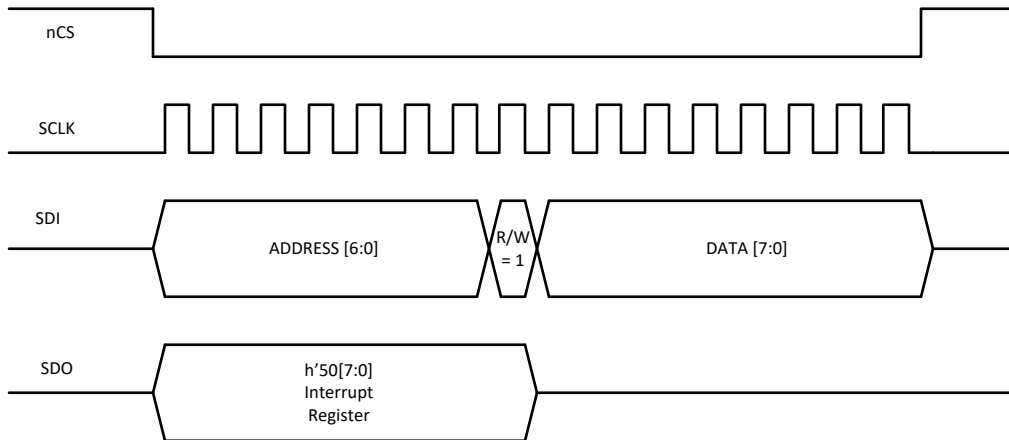 nCS
SCLK
SDI
ADDRESS [6:0]
R/W
= 1
DATA [7:0]
SDO
h’50[7:0]
Interrupt
Register